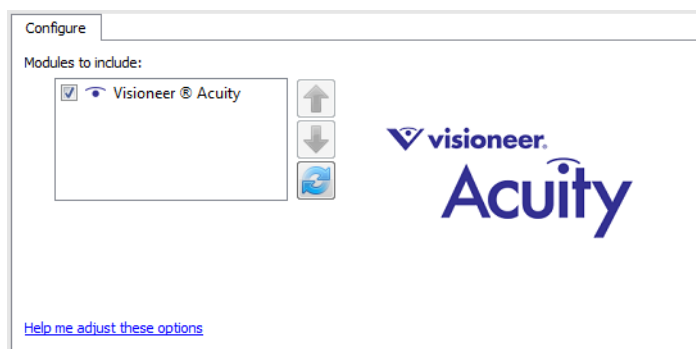 Configure
Modules to include:
Visioneer ® Acuity
visioneer.
Acuity
Help me adjust these options